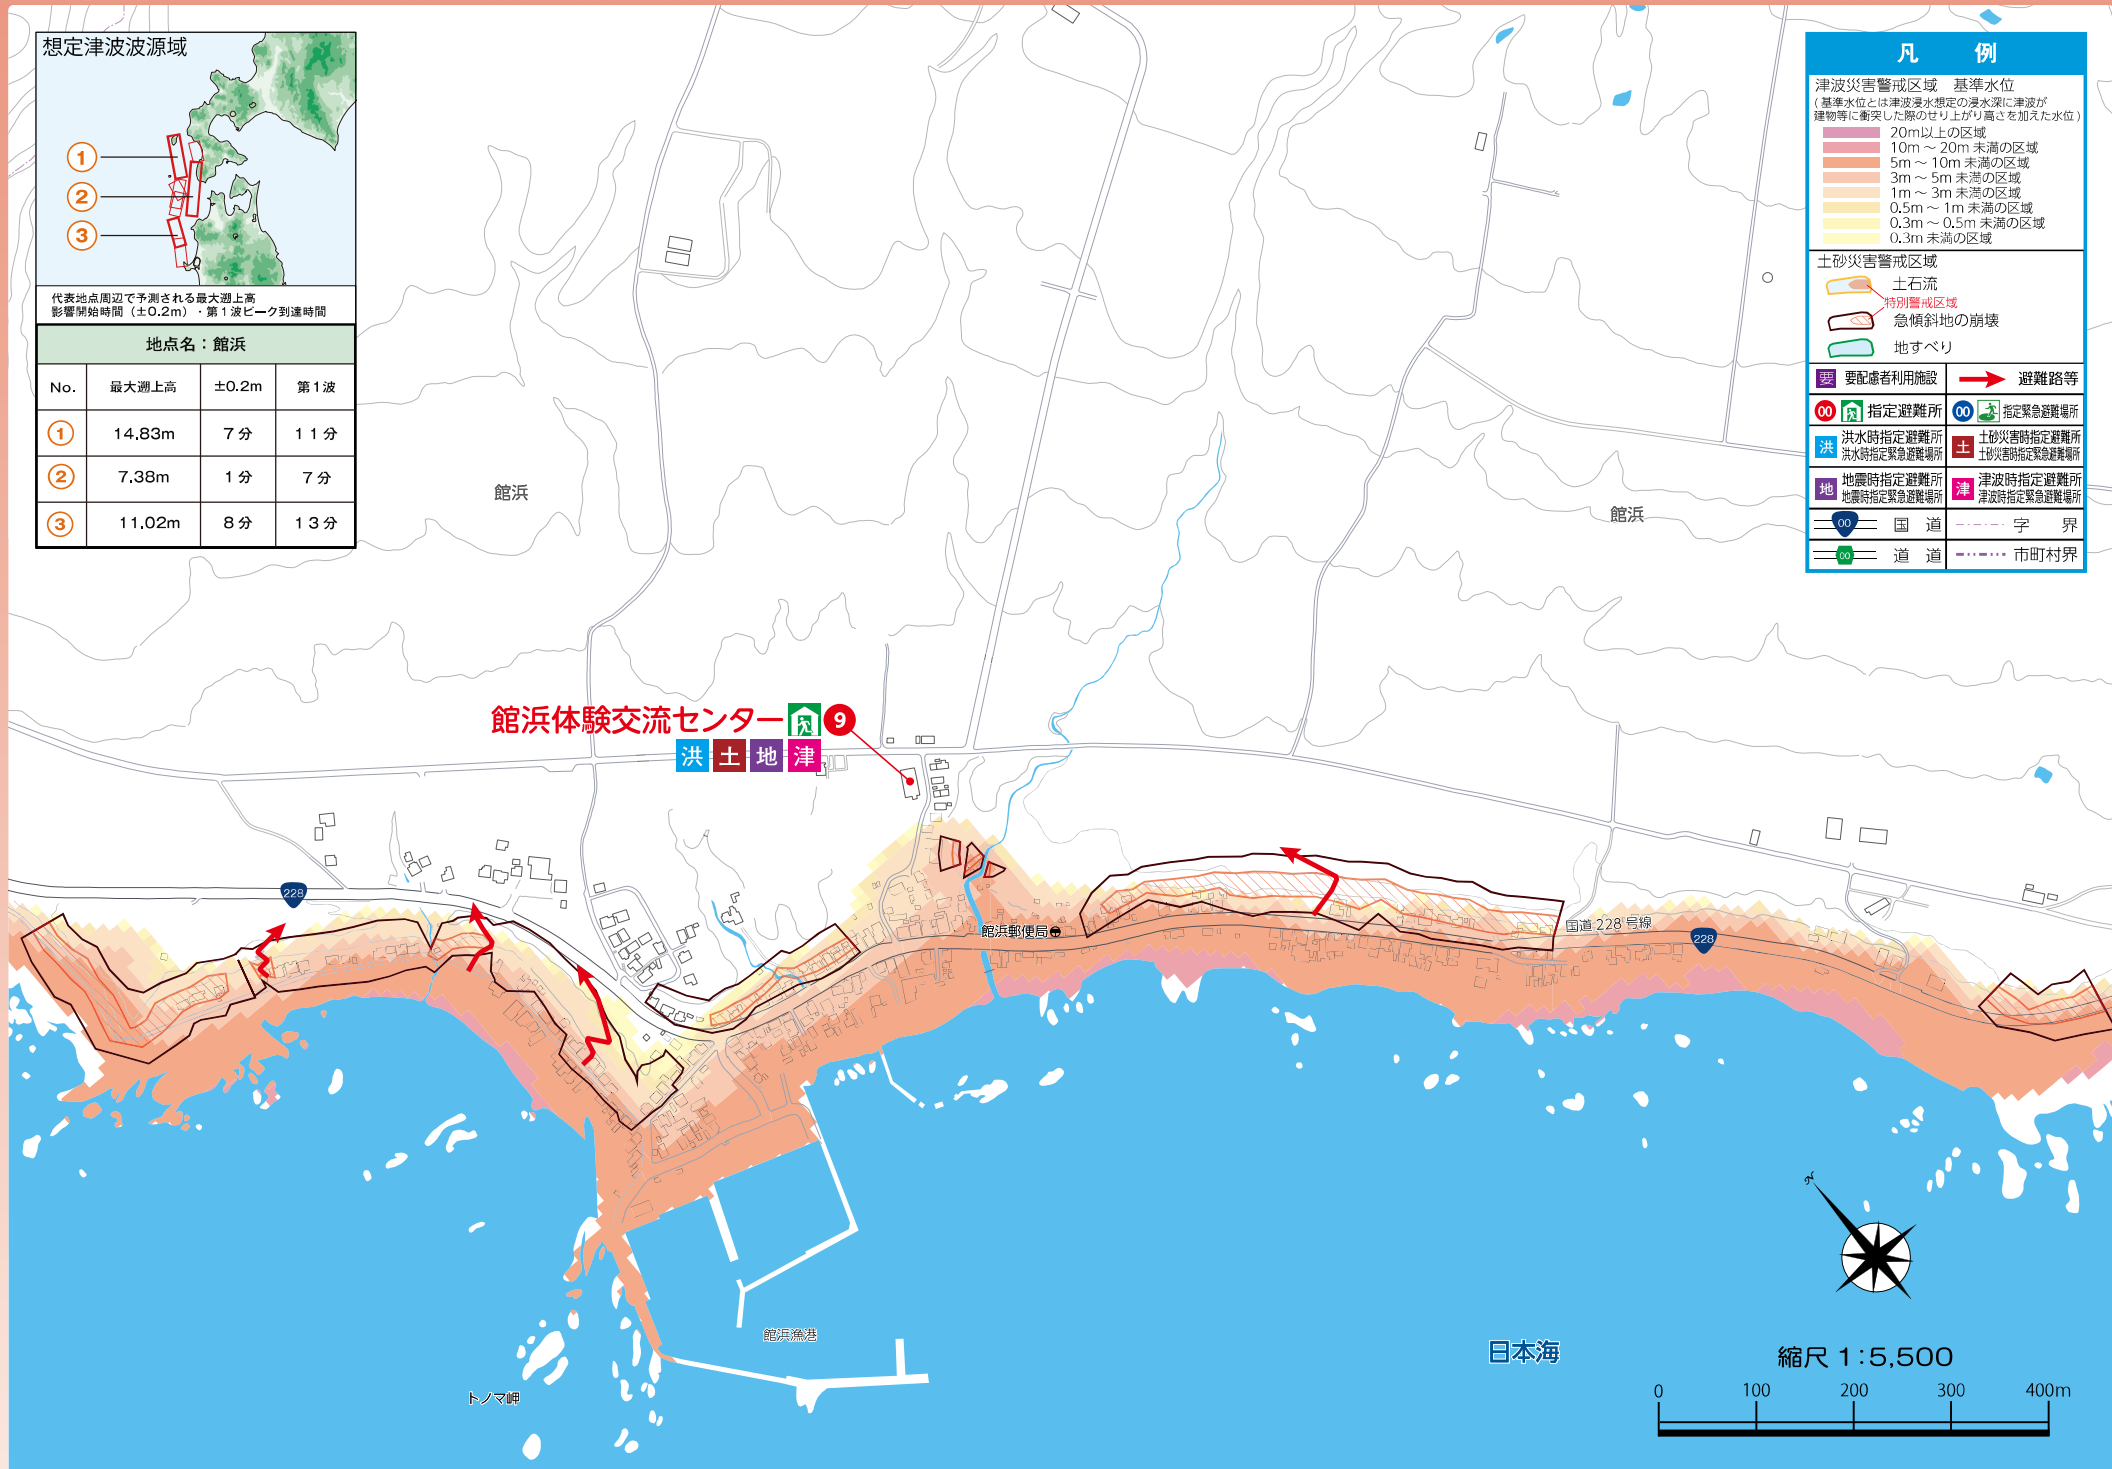 想定津波波源域
①
②
③
代表地点周辺で予測される最大遡上高
影響開始時間（±0.2m）・第1波ピーク到達時間
地点名：館浜
No. 最大遡上高 ±0.2m 第1波
① 14.83m 7分 11分
② 7.38m 1分 7分
③ 11.02m 8分 13分
凡 例
津波災害警戒区域 基準水位
(基準水位とは津波浸水想定の浸水深に津波が
建物等に衝突した際のせり上がり高さを加えた水位)
20m以上の区域
10m～20m未満の区域
5m～10m未満の区域
3m～5m未満の区域
1m～3m未満の区域
0.5m～1m未満の区域
0.3m～0.5m未満の区域
0.3m未満の区域
土砂災害警戒区域
土石流
特別警戒区域
急傾斜地の崩壊
地すべり
要 要配慮者利用施設 避難路等
00 指定避難所 00 指定緊急避難場所
洪 洪水時指定避難所 土 土砂災害時指定避難所
洪水時指定緊急避難場所 土砂災害時指定緊急避難場所
地 地震時指定避難所 津 津波時指定避難所
地震時指定緊急避難場所 津波時指定緊急避難場所
00 国道 字界
00 道道 市町村界
館浜
館浜
館浜体験交流センター 9
洪 土 地 津
228
館浜郵便局
国道228号線
228
館浜漁港
トノマ岬
日本海
N
縮尺 1:5,500
0 100 200 300 400m